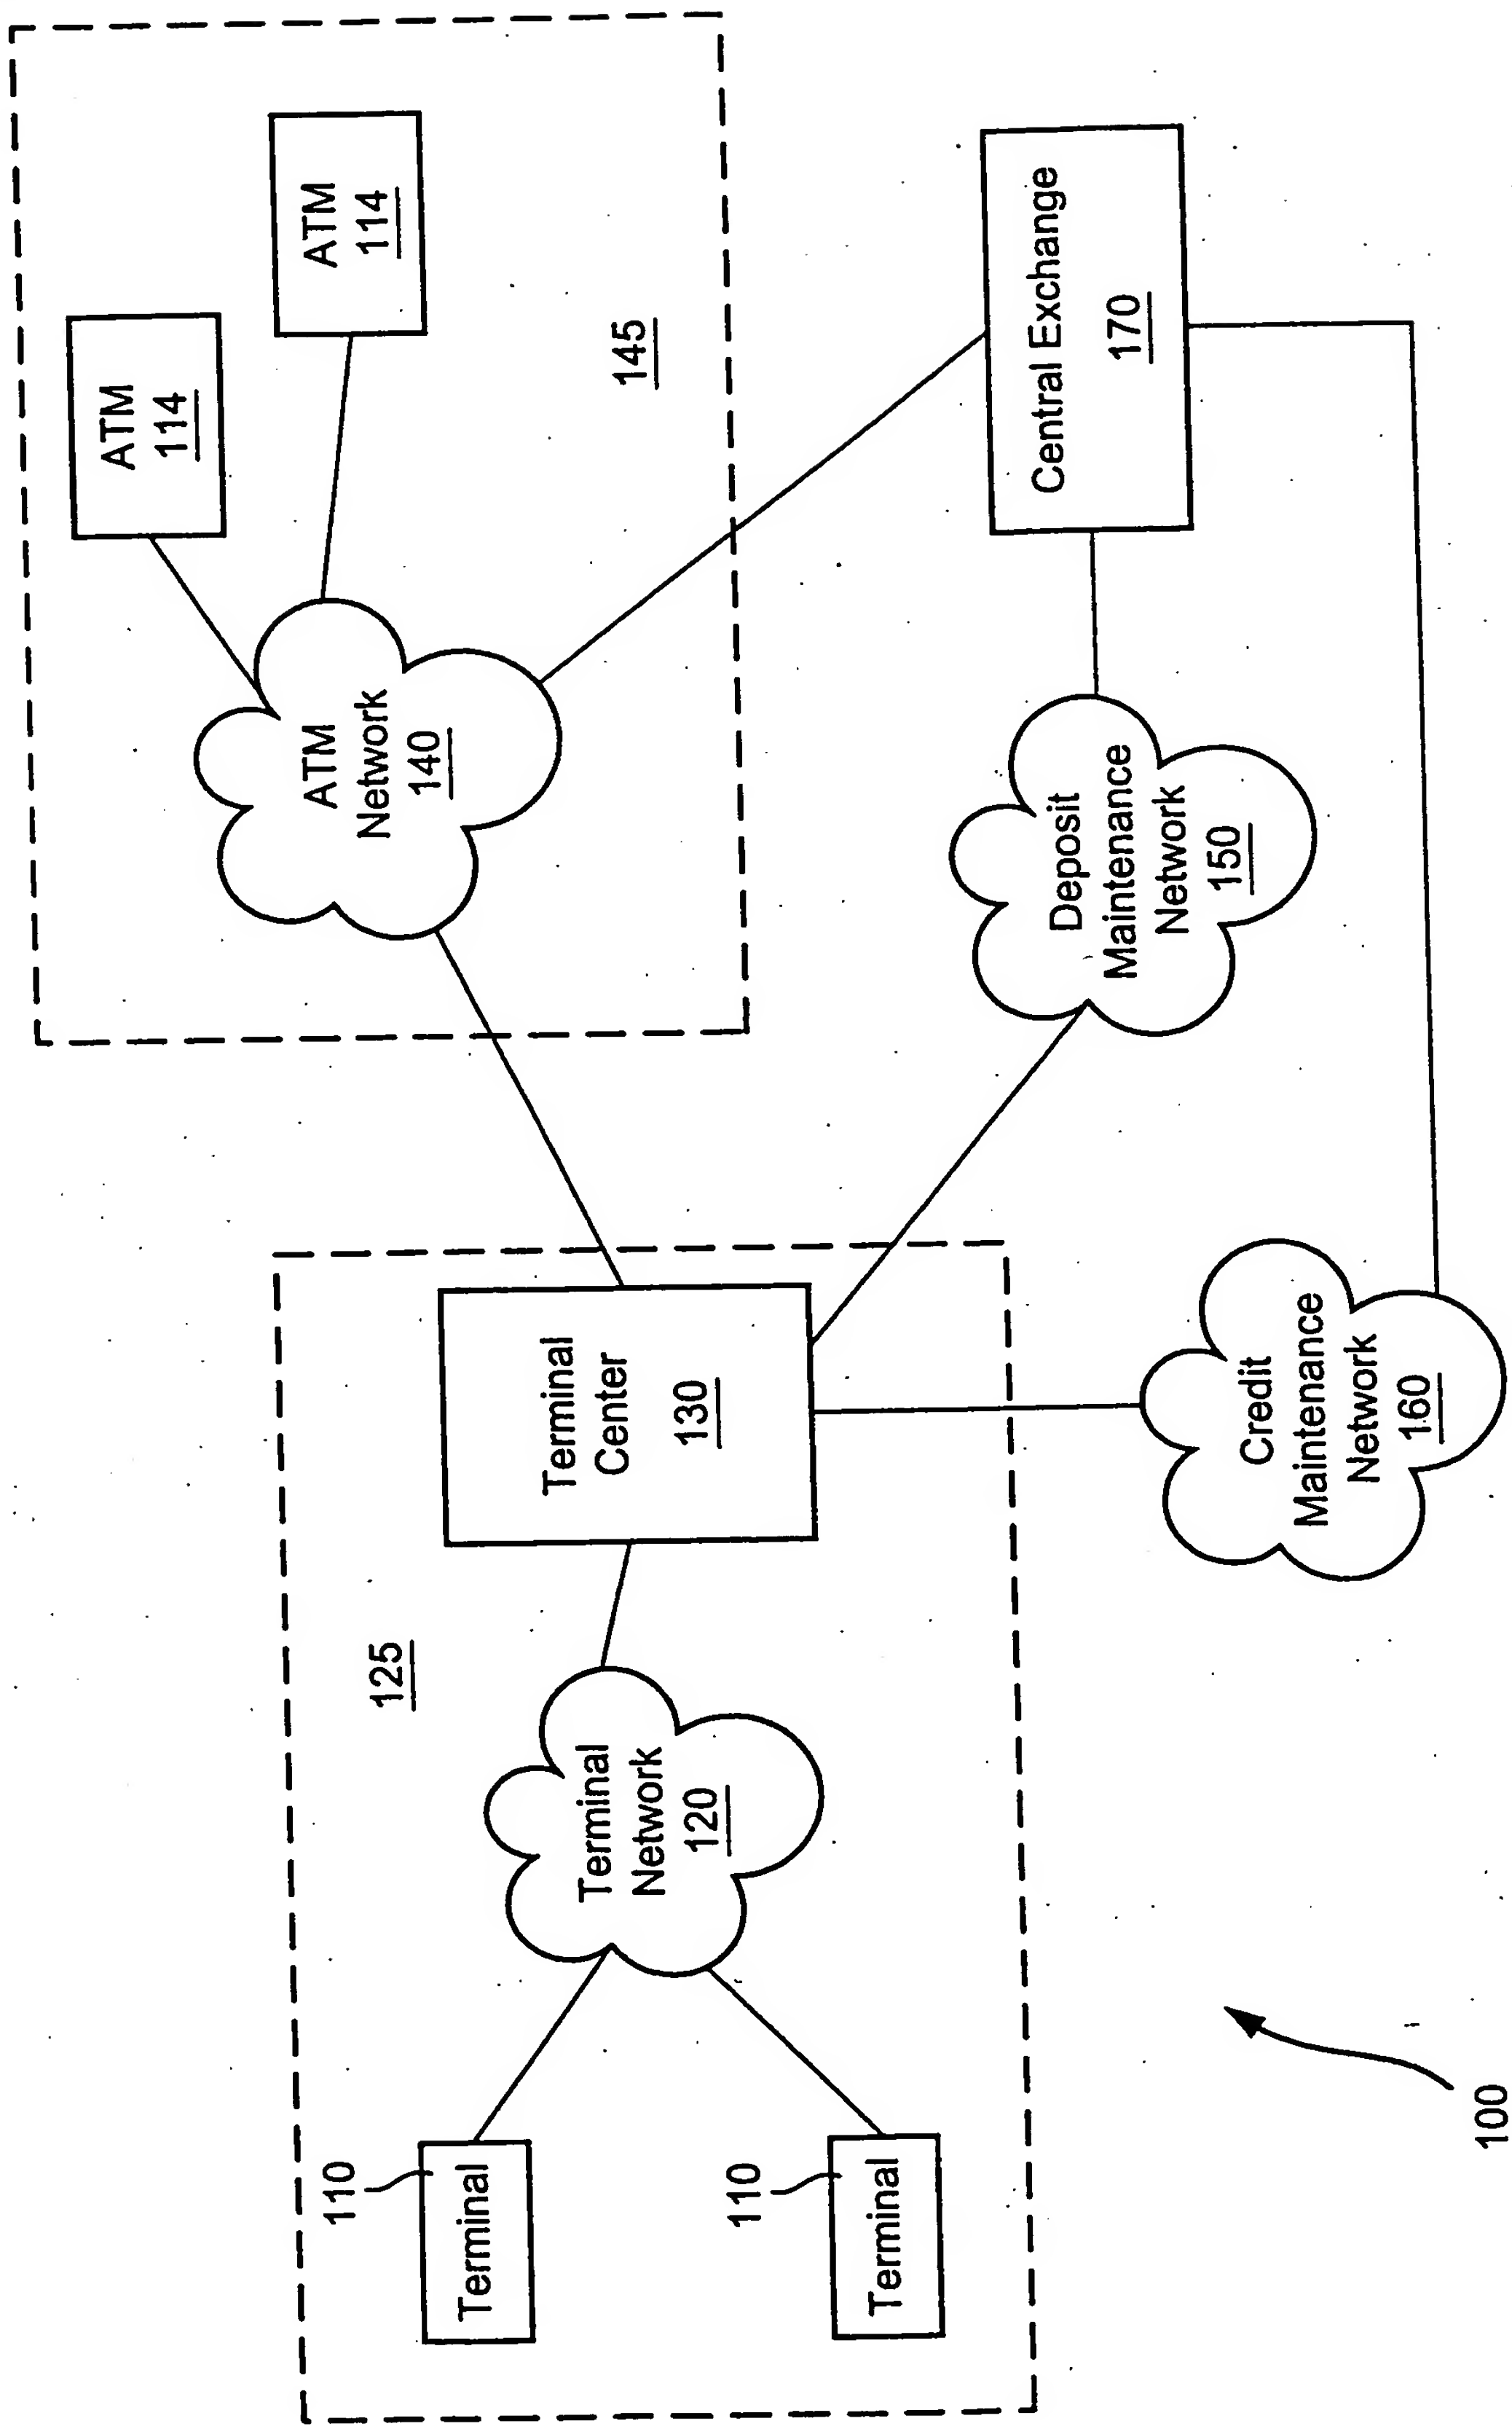 ATM
114
ATM
114
ATM
Network
140
145
Terminal
Center
130
125
Terminal
Network
120
110
Terminal
110
Terminal
Central Exchange
170
Deposit
Maintenance
Network
150
Credit
Maintenance
Network
160
100